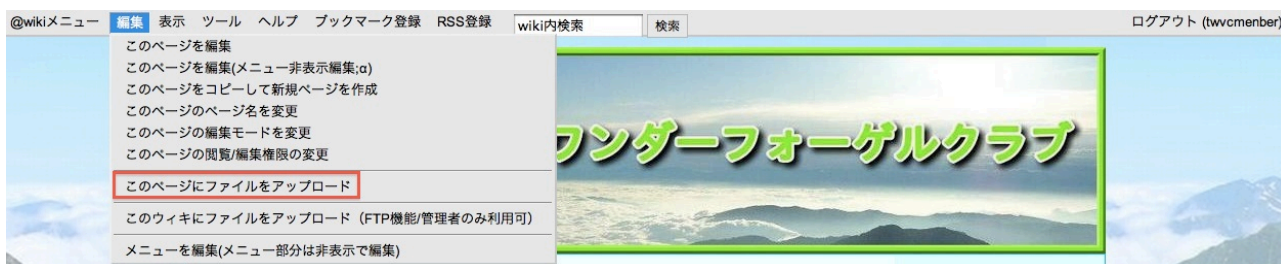 @wikiメニュー 編集 表示 ツール ヘルプ ブックマーク登録 RSS登録 wiki内検索 検索 ログアウト (twvcmenber)
このページを編集
このページを編集(メニュー非表示編集;α)
このページをコピーして新規ページを作成
このページのページ名を変更
このページの編集モードを変更
このページの閲覧/編集権限の変更
ワンダーフォーゲルクラブ
このページにファイルをアップロード
このウィキにファイルをアップロード（FTP機能/管理者のみ利用可）
メニューを編集(メニュー部分は非表示で編集)